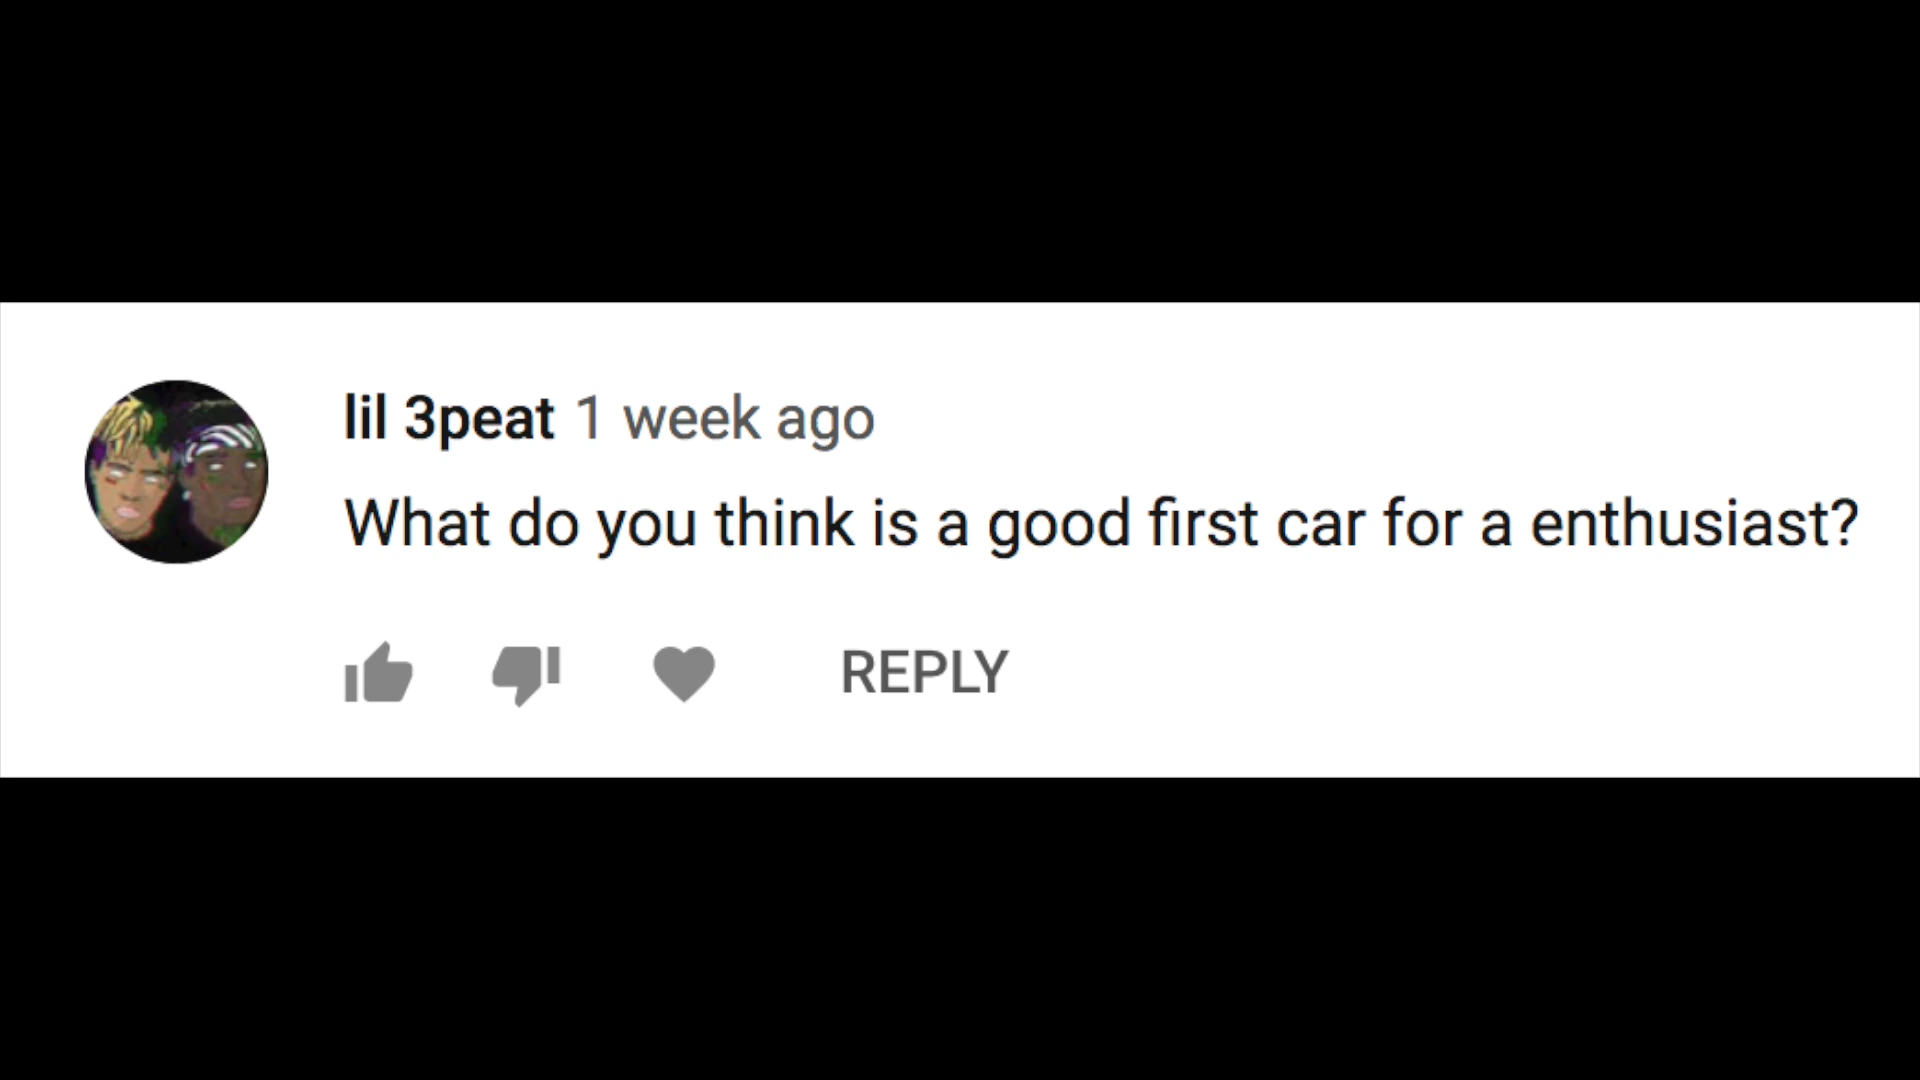 lil 3peat 1 week ago
What do you think is a good first car for a enthusiast?
REPLY